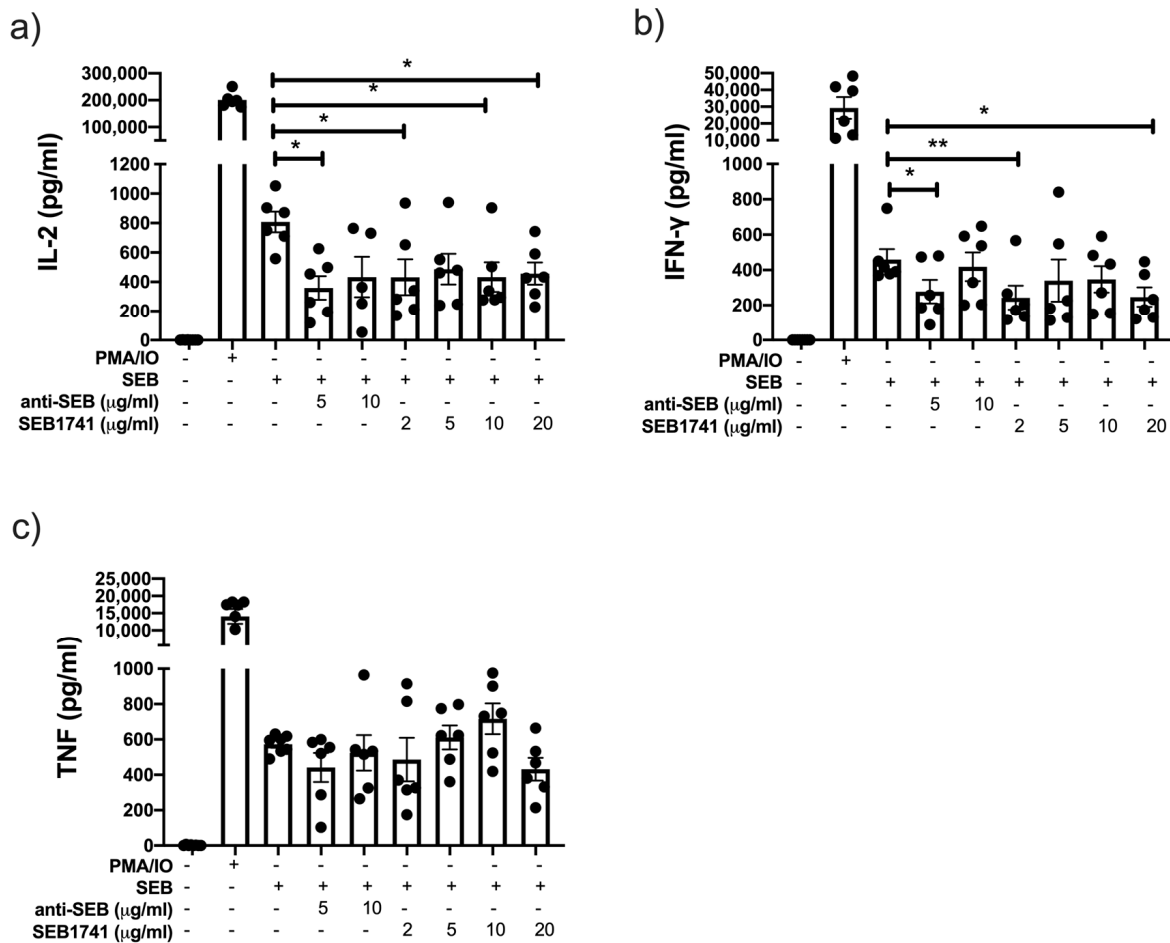 a)
IL-2 (pg/ml)
300,000
200,000
100,000
1200
1000
800
600
400
200
0
* 
*
*
*
PMA/IO - + - - - - - - -
SEB - - + + + + + + +
anti-SEB (μg/ml) - - - 5 10 - - - -
SEB1741 (μg/ml) - - - - - 2 5 10 20
b)
IFN-γ (pg/ml)
50,000
40,000
30,000
20,000
10,000
1000
800
600
400
200
0
*
**
*
PMA/IO - + - - - - - - -
SEB - - + + + + + + +
anti-SEB (μg/ml) - - - 5 10 - - - -
SEB1741 (μg/ml) - - - - - 2 5 10 20
c)
TNF (pg/ml)
25,000
20,000
15,000
10,000
1000
800
600
400
200
0
PMA/IO - + - - - - - - -
SEB - - + + + + + + +
anti-SEB (μg/ml) - - - 5 10 - - - -
SEB1741 (μg/ml) - - - - - 2 5 10 20